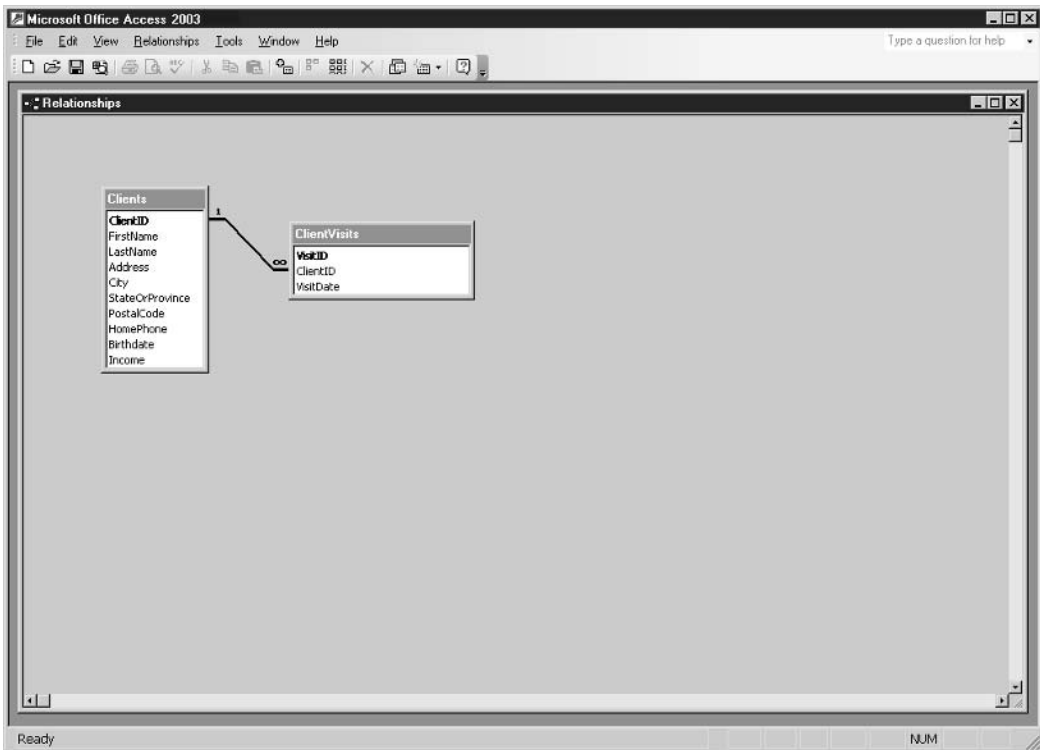 Microsoft Office Access 2003
File Edit View Relationships Tools Window Help Type a question for help
Relationships
Clients
ClientID
FirstName
LastName
Address
City
StateOrProvince
PostalCode
HomePhone
Birthdate
Income
1
∞
ClientVisits
VisitID
ClientID
VisitDate
Ready NUM